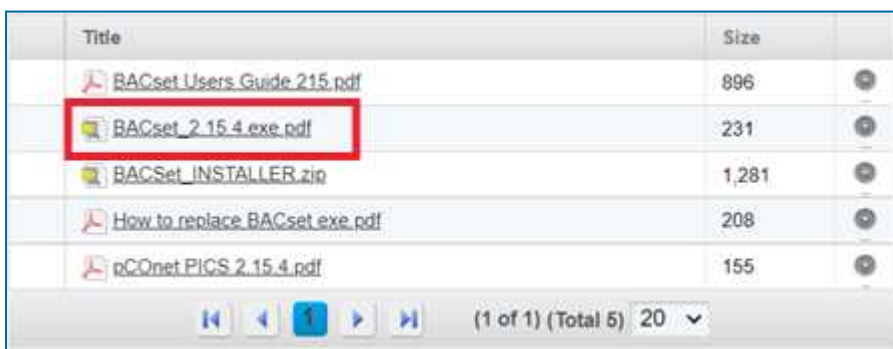 Title Size
BACset Users Guide 215.pdf 896
BACset_2.15.4.exe.pdf 231
BACSet_INSTALLER.zip 1,281
How to replace BACset exe.pdf 208
pCOnet PICS 2.15.4.pdf 155
1 (1 of 1) (Total 5) 20